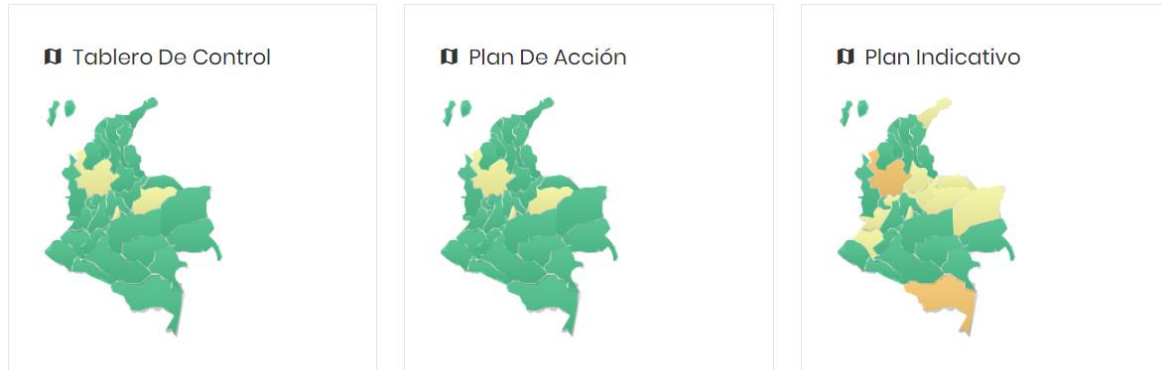 Tablero De Control
Plan De Acción
Plan Indicativo